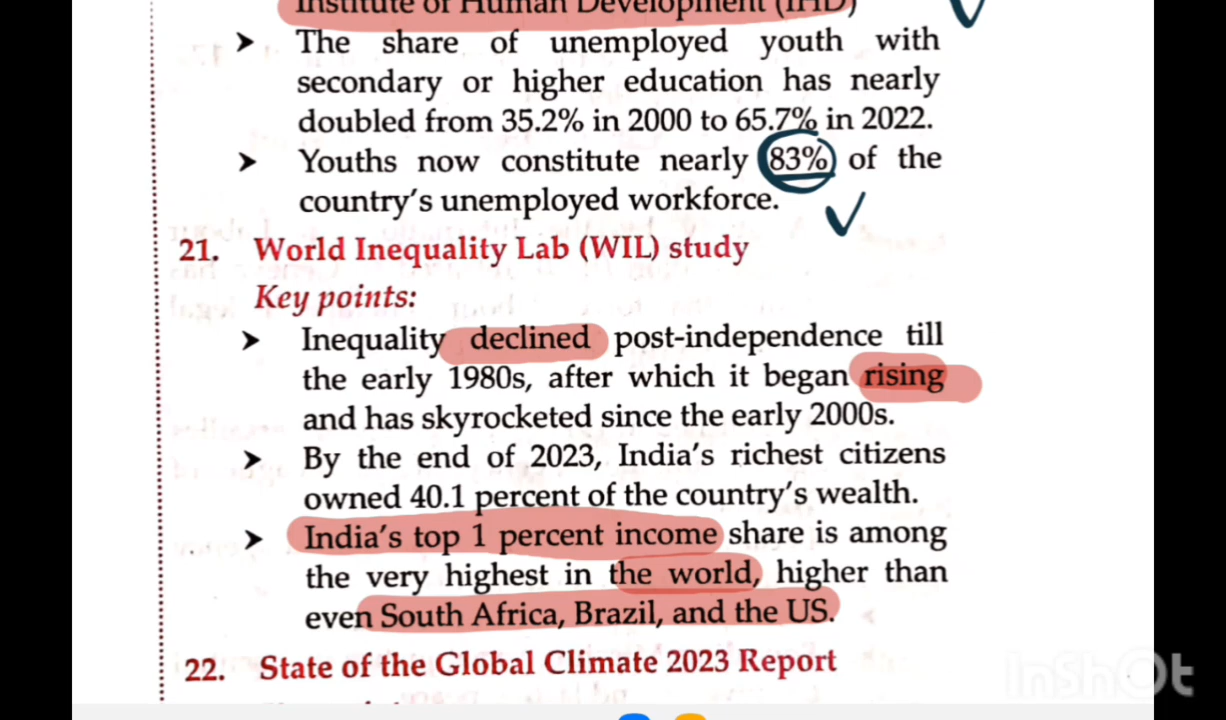 Institute of Human Development (IHD)
➤ The share of unemployed youth with
secondary or higher education has nearly
doubled from 35.2% in 2000 to 65.7% in 2022.
➤ Youths now constitute nearly 83% of the
country's unemployed workforce.
21. World Inequality Lab (WIL) study
Key points:
➤ Inequality declined post-independence till
the early 1980s, after which it began rising
and has skyrocketed since the early 2000s.
➤ By the end of 2023, India's richest citizens
owned 40.1 percent of the country's wealth.
➤ India's top 1 percent income share is among
the very highest in the world, higher than
even South Africa, Brazil, and the US.
22. State of the Global Climate 2023 Report
InShOt